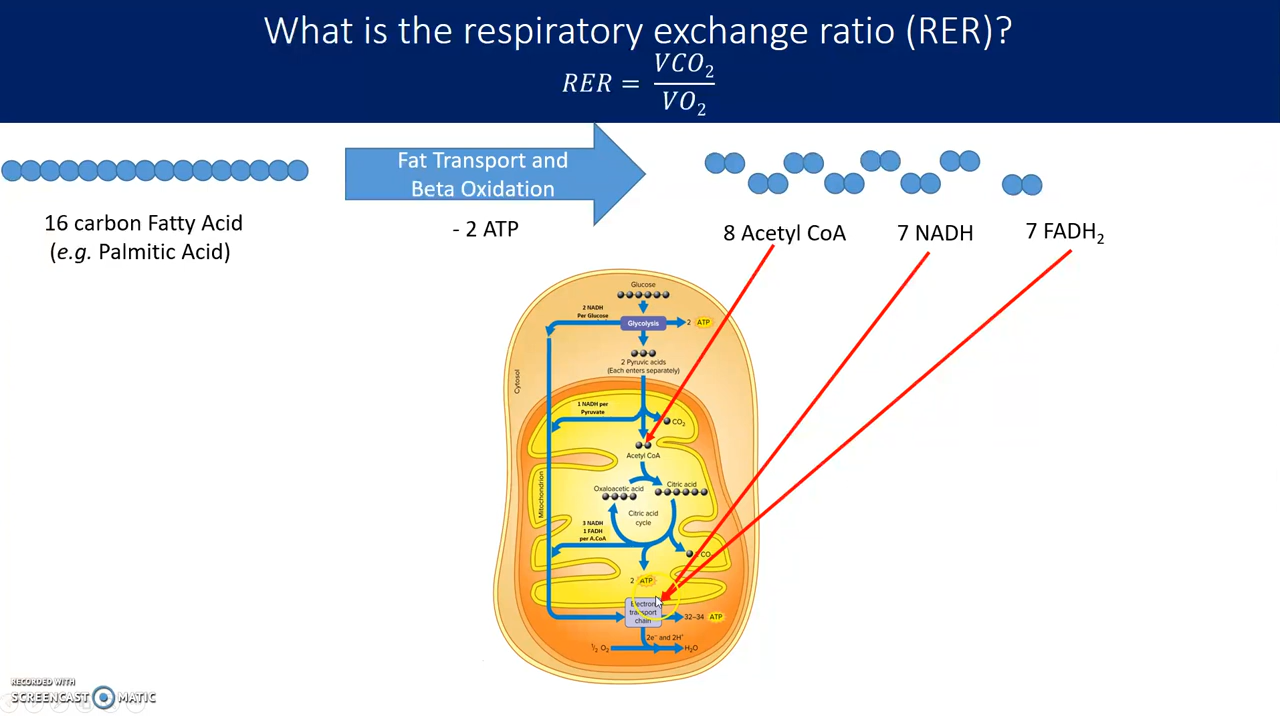 What is the respiratory exchange ratio (RER)?
RER = VCO₂ / VO₂
Fat Transport and
Beta Oxidation
16 carbon Fatty Acid
(e.g. Palmitic Acid)
- 2 ATP
8 Acetyl CoA
7 NADH
7 FADH₂
Glucose
2 NADH
Per Glucose
Glycolysis
2 ATP
2 Pyruvic acids
(Each enters separately)
Cytosol
1 NADH per
Pyruvate
CO₂
Acetyl CoA
Mitochondrion
Oxaloacetic acid
Citric acid
Citric acid
cycle
3 NADH
1 FADH
per A.CoA
2 ATP
Electron
transport
chain
32–34 ATP
2e⁻ and 2H⁺
½ O₂
H₂O
RECORDED WITH
SCREENCAST MATIC